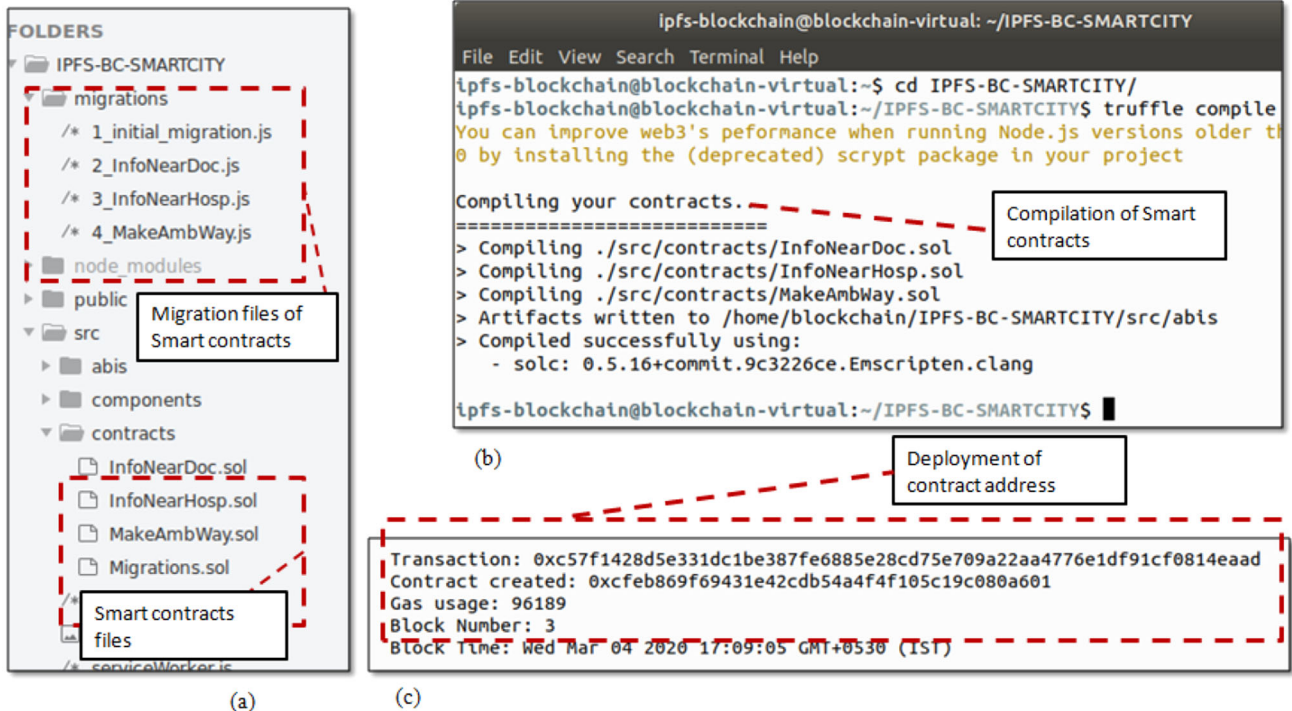 FOLDERS
IPFS-BC-SMARTCITY
migrations
/* 1_initial_migration.js
/* 2_InfoNearDoc.js
/* 3_InfoNearHosp.js
/* 4_MakeAmbWay.js
node_modules
public
Migration files of
Smart contracts
src
abis
components
contracts
InfoNearDoc.sol
InfoNearHosp.sol
MakeAmbWay.sol
Migrations.sol
/*
Smart contracts
files
/* serviceWorker.js
(a)
ipfs-blockchain@blockchain-virtual: ~/IPFS-BC-SMARTCITY
File Edit View Search Terminal Help
ipfs-blockchain@blockchain-virtual:~$ cd IPFS-BC-SMARTCITY/
ipfs-blockchain@blockchain-virtual:~/IPFS-BC-SMARTCITY$ truffle compile
You can improve web3's peformance when running Node.js versions older th
0 by installing the (deprecated) scrypt package in your project
Compiling your contracts..
===========================
> Compiling ./src/contracts/InfoNearDoc.sol
> Compiling ./src/contracts/InfoNearHosp.sol
> Compiling ./src/contracts/MakeAmbWay.sol
> Artifacts written to /home/blockchain/IPFS-BC-SMARTCITY/src/abis
> Compiled successfully using:
- solc: 0.5.16+commit.9c3226ce.Emscripten.clang
ipfs-blockchain@blockchain-virtual:~/IPFS-BC-SMARTCITY$
Compilation of Smart
contracts
(b)
Deployment of
contract address
Transaction: 0xc57f1428d5e331dc1be387fe6885e28cd75e709a22aa4776e1df91cf0814eaad
Contract created: 0xcfeb869f69431e42cdb54a4f4f105c19c080a601
Gas usage: 96189
Block Number: 3
Block Time: Wed Mar 04 2020 17:09:05 GMT+0530 (IST)
(c)